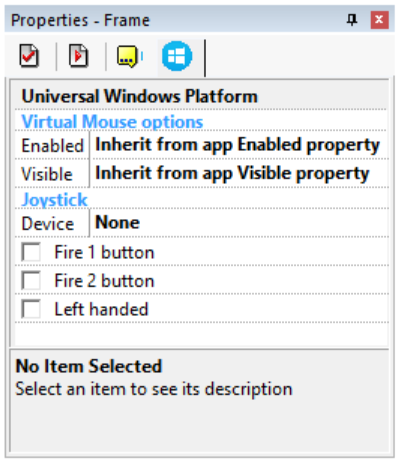 Properties - Frame
Universal Windows Platform
Virtual Mouse options
Enabled Inherit from app Enabled property
Visible Inherit from app Visible property
Joystick
Device None
Fire 1 button
Fire 2 button
Left handed
No Item Selected
Select an item to see its description